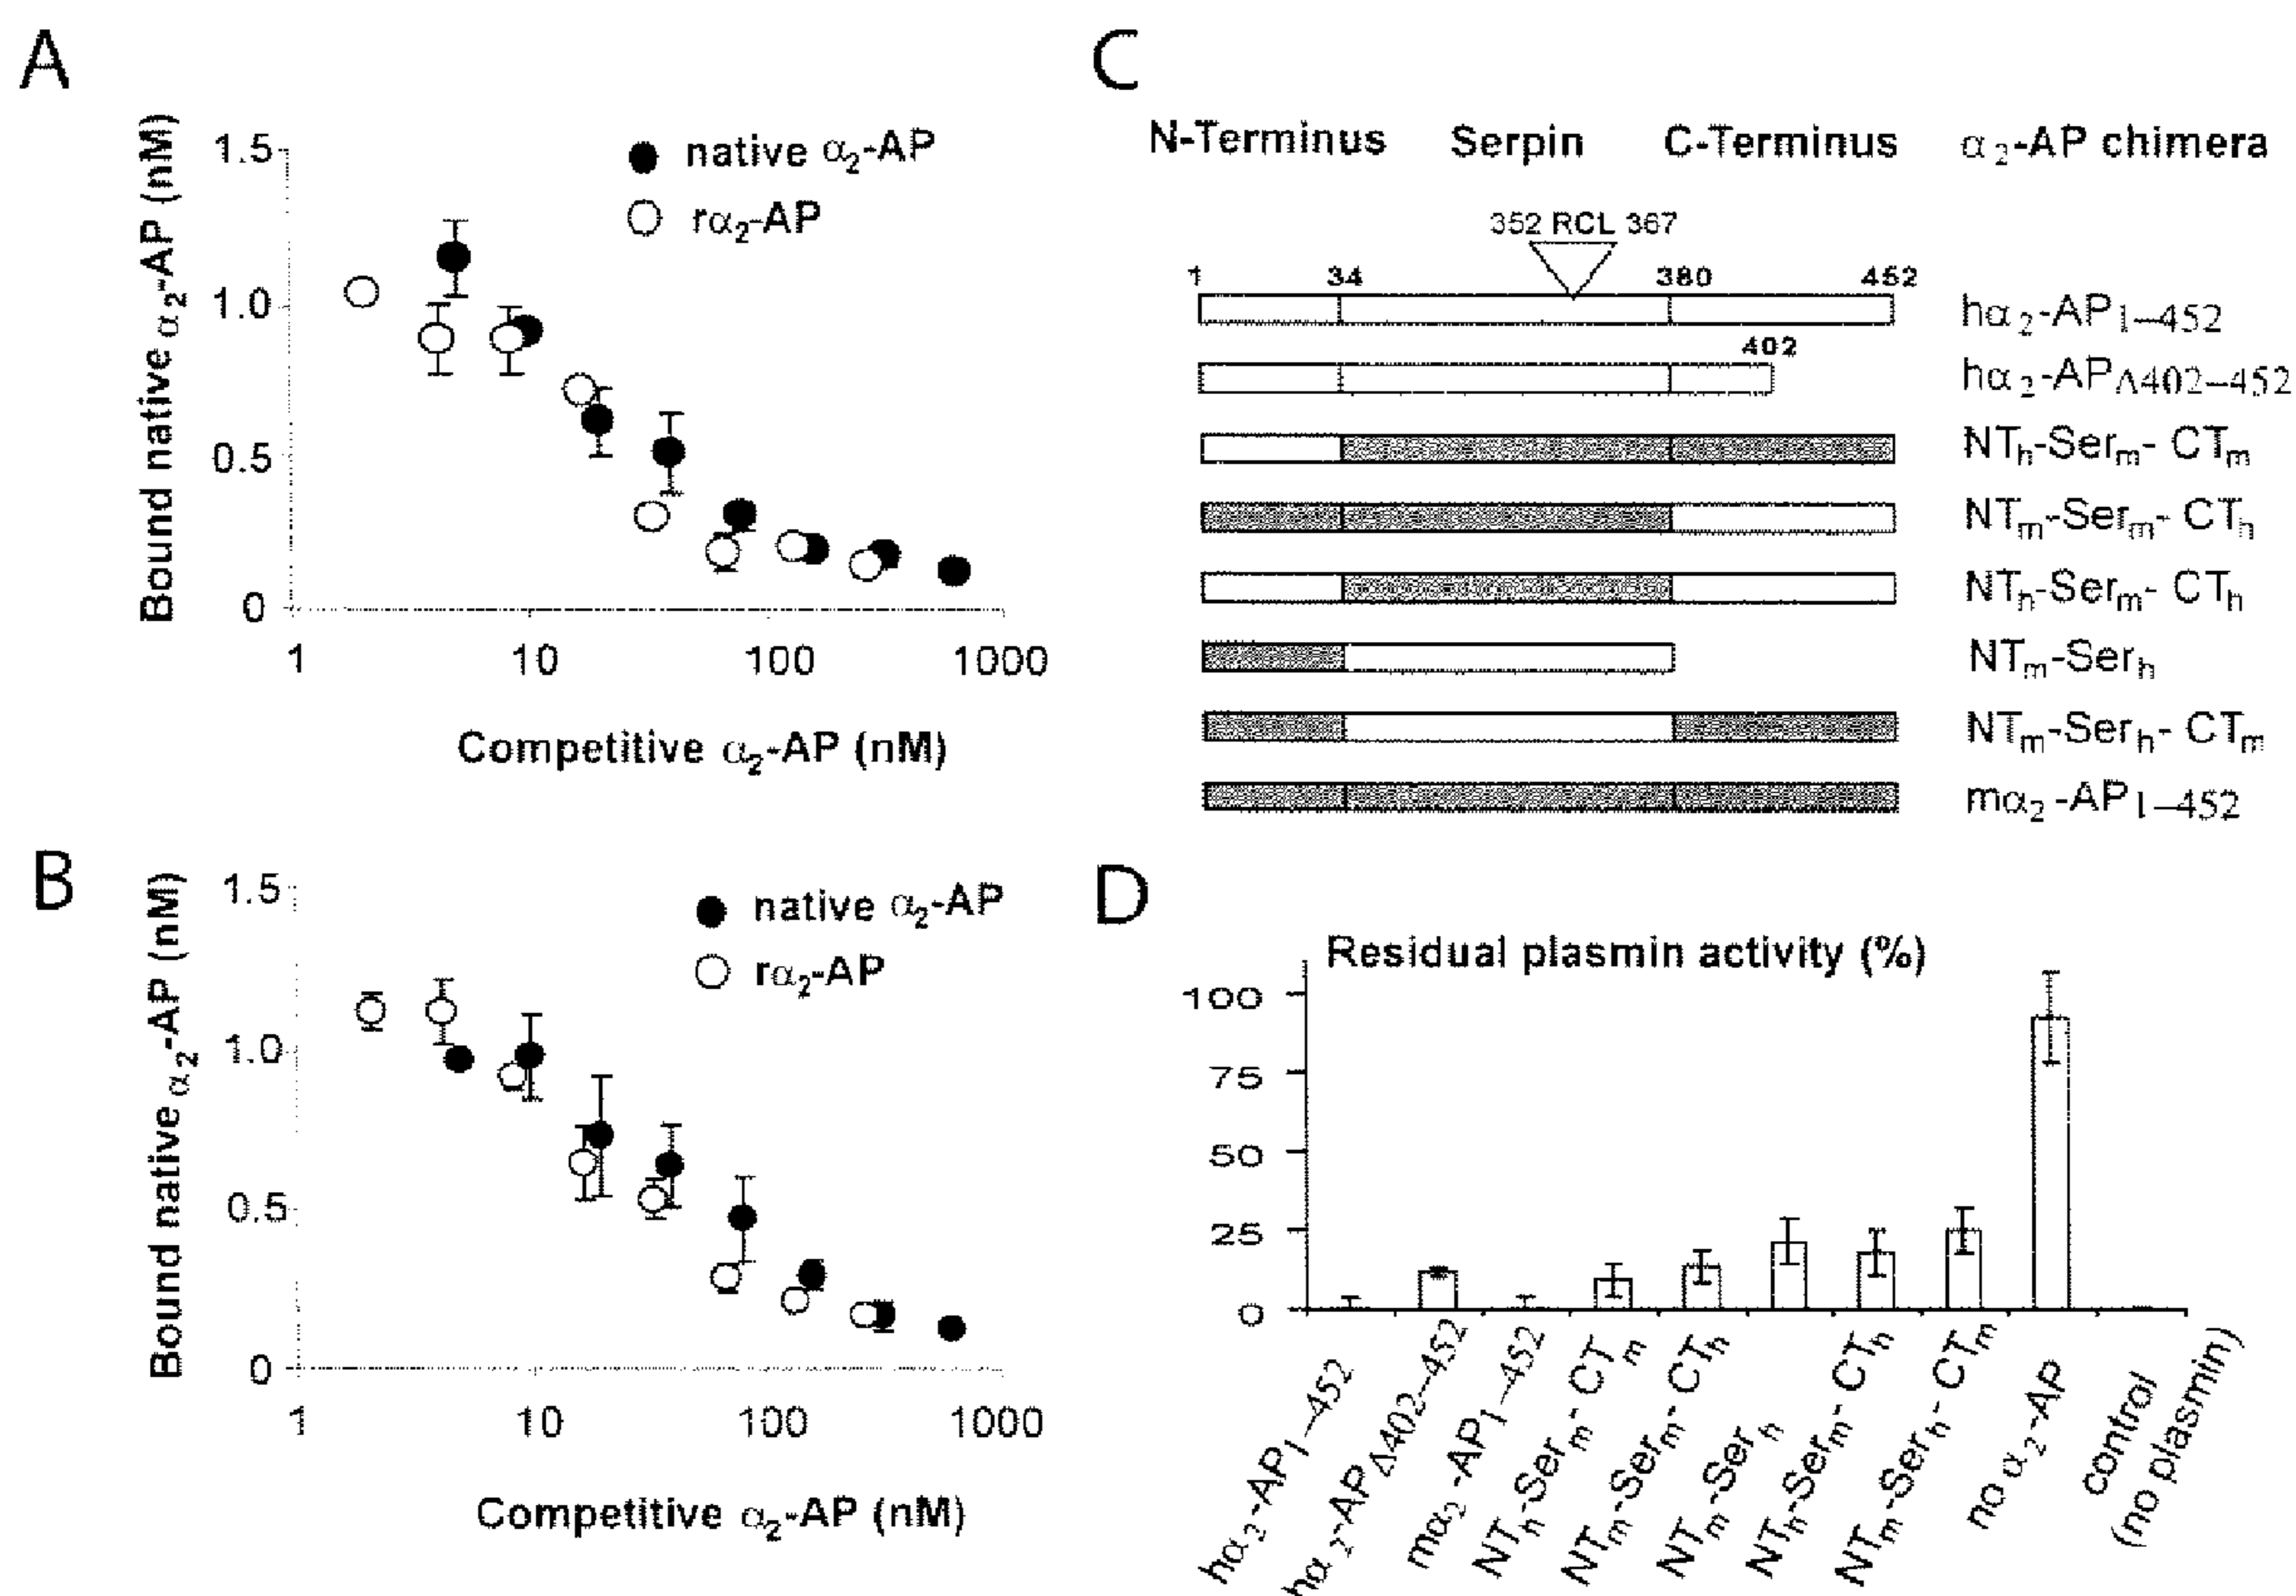 A
Bound native α₂-AP (nM)
1.5
1.0
0.5
0
native α₂-AP
rα₂-AP
1 10 100 1000
Competitive α₂-AP (nM)
B
Bound native α₂-AP (nM)
1.5
1.0
0.5
0
native α₂-AP
rα₂-AP
1 10 100 1000
Competitive α₂-AP (nM)
C
N-Terminus Serpin C-Terminus α₂-AP chimera
352 RCL 367
1 34 380 452
hα₂-AP₁₋₄₅₂
402
hα₂-AP_Δ402–452
NTₕ-Serₘ- CTₘ
NTₘ-Serₘ- CTₕ
NTₕ-Serₘ- CTₕ
NTₘ-Serₕ
NTₘ-Serₕ- CTₘ
mα₂-AP₁₋₄₅₂
D
Residual plasmin activity (%)
100
75
50
25
0
hα₂-AP₁₋₄₅₂
hα₂-AP_Δ402–452
mα₂-AP₁₋₄₅₂
NTₕ-Serₘ- CTₘ
NTₘ-Serₘ- CTₕ
NTₘ-Serₕ
NTₕ-Serₘ- CTₕ
NTₘ-Serₕ- CTₘ
no α₂-AP
control
(no plasmin)